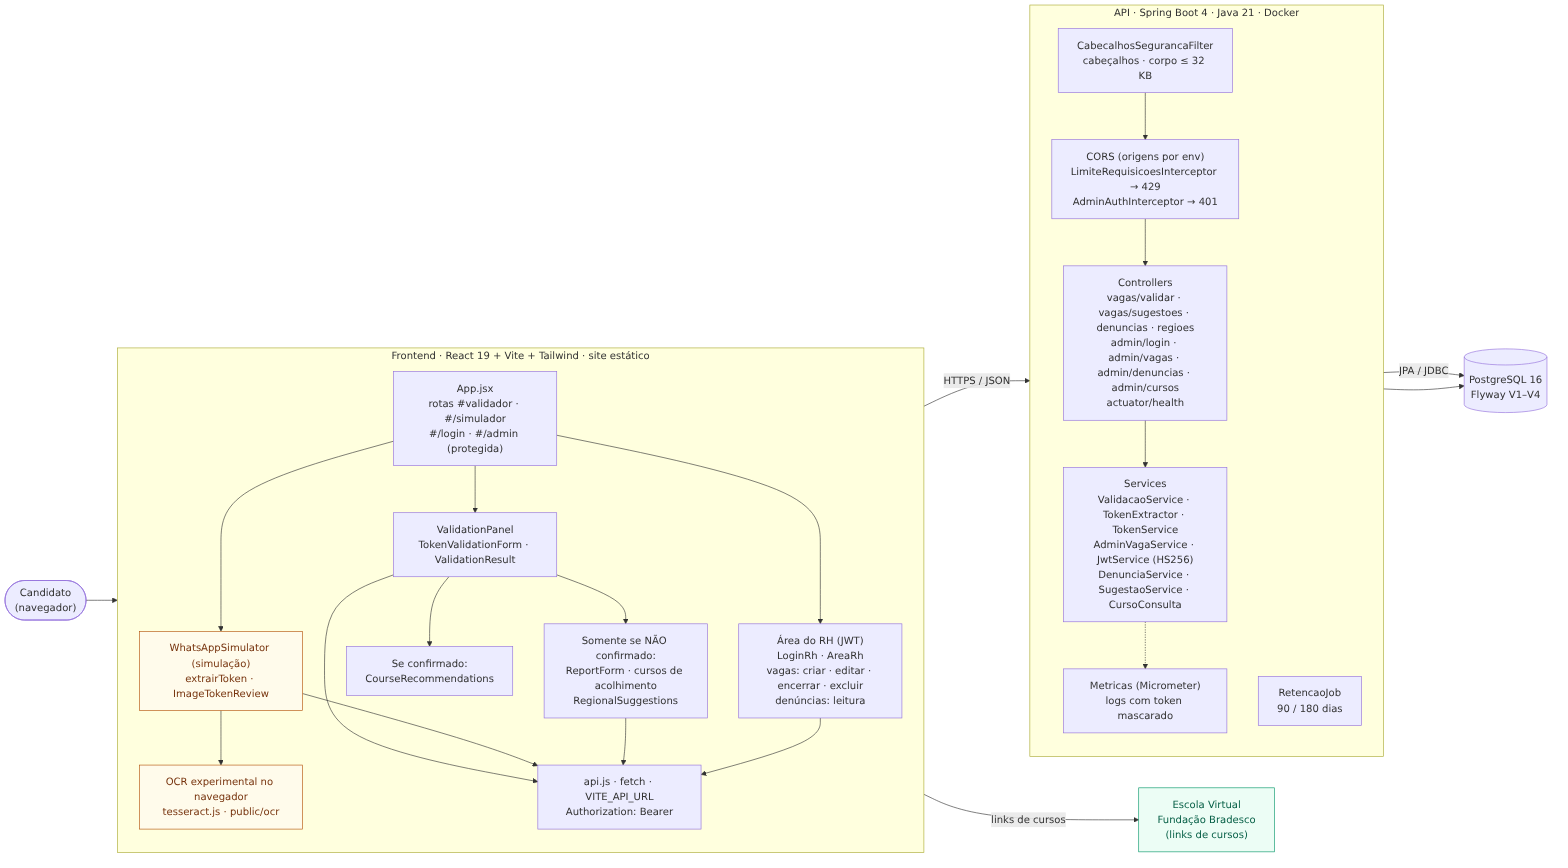 Candidato
(navegador)
Frontend · React 19 + Vite + Tailwind · site estático
App.jsx
rotas #validador ·
#/simulador
#/login · #/admin
(protegida)
ValidationPanel
TokenValidationForm ·
ValidationResult
WhatsAppSimulator
(simulação)
extrairToken ·
ImageTokenReview
Se confirmado:
CourseRecommendations
Somente se NÃO
confirmado:
ReportForm · cursos de
acolhimento
RegionalSuggestions
Área do RH (JWT)
LoginRh · AreaRh
vagas: criar · editar ·
encerrar · excluir
denúncias: leitura
OCR experimental no
navegador
tesseract.js · public/ocr
api.js · fetch ·
VITE_API_URL
Authorization: Bearer
HTTPS / JSON
links de cursos
API · Spring Boot 4 · Java 21 · Docker
CabecalhosSegurancaFilter
cabeçalhos · corpo ≤ 32
KB
CORS (origens por env)
LimiteRequisicoesInterceptor
→ 429
AdminAuthInterceptor → 401
Controllers
vagas/validar ·
vagas/sugestoes ·
denuncias · regioes
admin/login ·
admin/vagas ·
admin/denuncias ·
admin/cursos
actuator/health
Services
ValidacaoService ·
TokenExtractor ·
TokenService
AdminVagaService ·
JwtService (HS256)
DenunciaService ·
SugestaoService ·
CursoConsulta
Metricas (Micrometer)
logs com token
mascarado
RetencaoJob
90 / 180 dias
JPA / JDBC
PostgreSQL 16
Flyway V1–V4
Escola Virtual
Fundação Bradesco
(links de cursos)